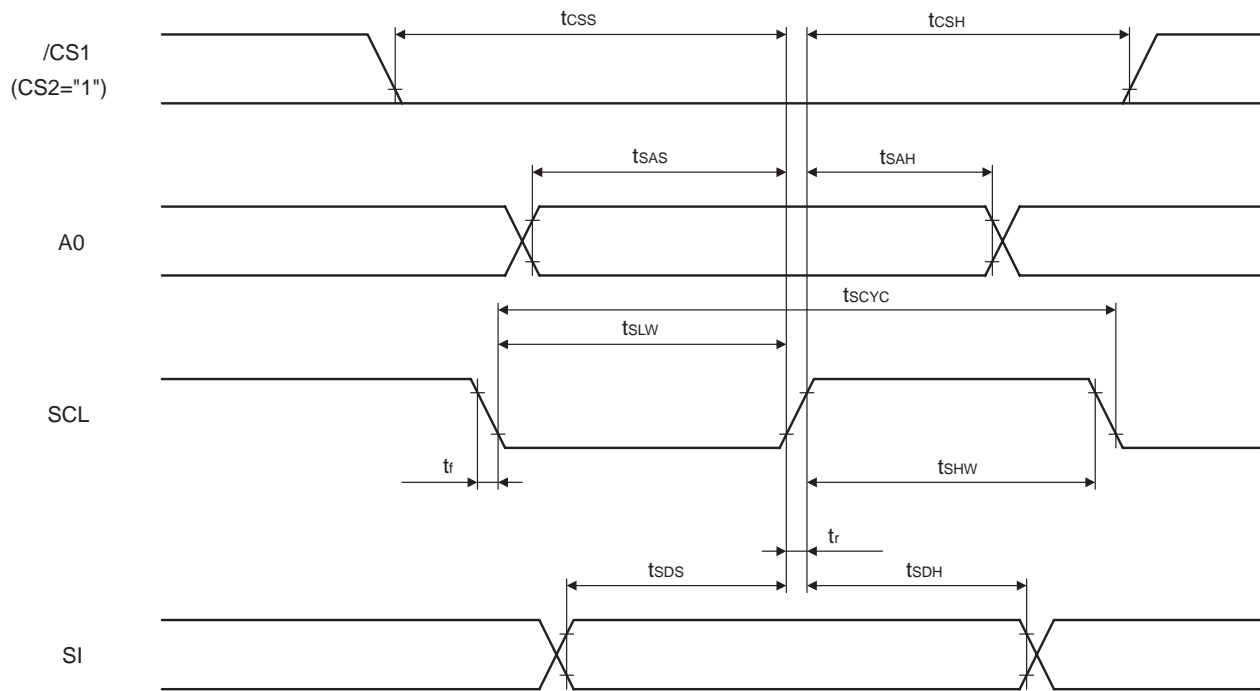 tCSS
tCSH
/CS1
(CS2="1")
tSAS
tSAH
A0
tSCYC
tSLW
SCL
tf
tSHW
tr
tSDS
tSDH
SI